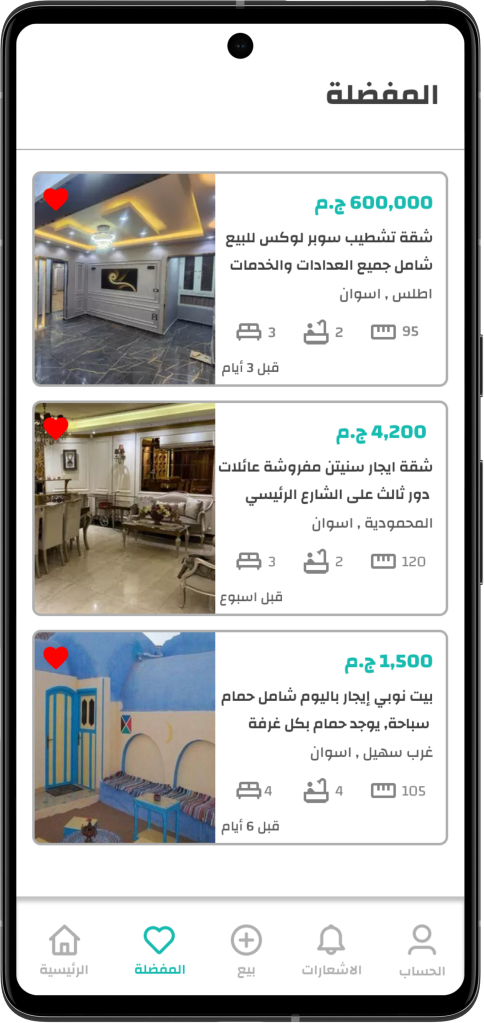 المفضلة
600,000 ج.م
شقة تشطيب سوبر لوكس للبيع
شامل جميع العدادات والخدمات
اطلس , اسوان
95 2 3
قبل 3 أيام
4,200 ج.م
شقة ايجار سنيتن مفروشة عائلات
دور ثالث على الشارع الرئيسي
المحمودية , اسوان
120 2 3
قبل اسبوع
1,500 ج.م
بيت نوبي إيجار باليوم شامل حمام
سباحة, يوجد حمام بكل غرفة
غرب سهيل , اسوان
105 4 4
قبل 6 أيام
الحساب الاشعارات بيع المفضلة الرئيسية